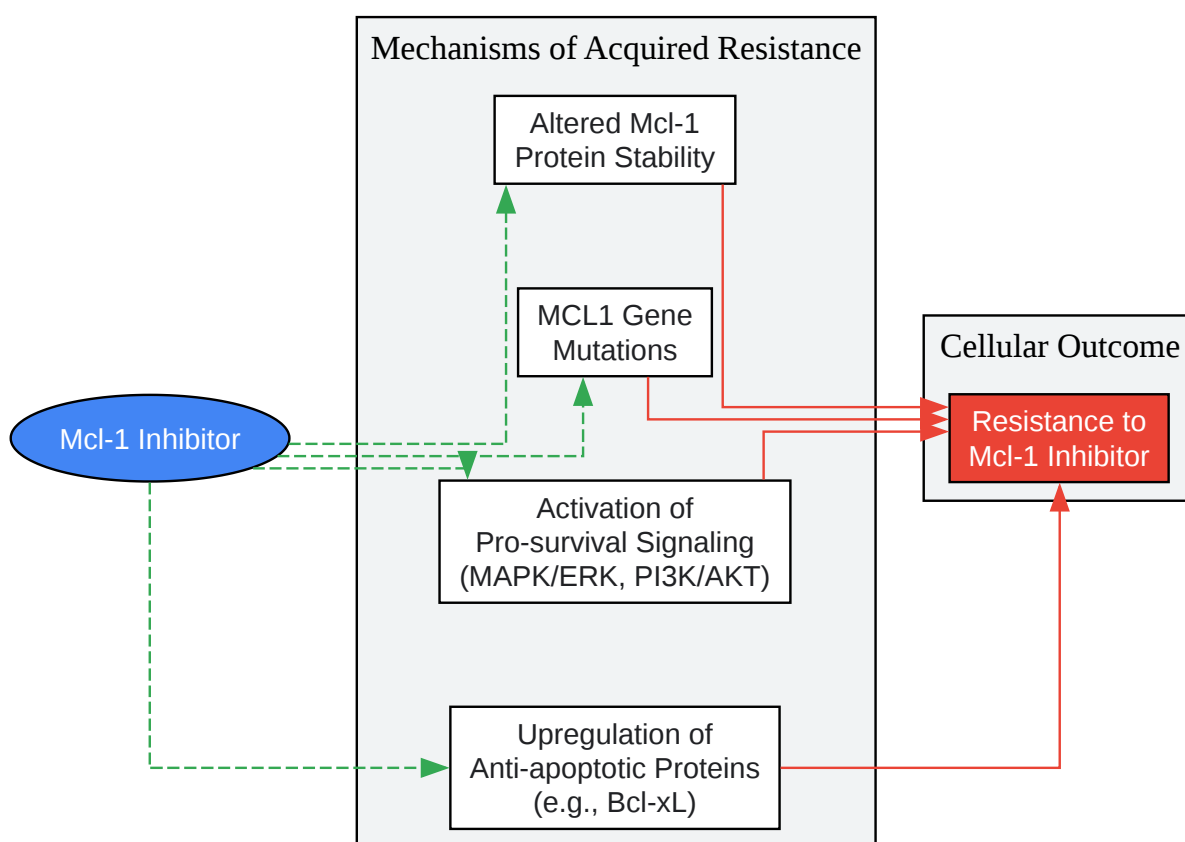 Mechanisms of Acquired Resistance
Altered Mcl-1
Protein Stability
MCL1 Gene
Mutations
Cellular Outcome
Mcl-1 Inhibitor
Resistance to
Mcl-1 Inhibitor
Activation of
Pro-survival Signaling
(MAPK/ERK, PI3K/AKT)
Upregulation of
Anti-apoptotic Proteins
(e.g., Bcl-xL)